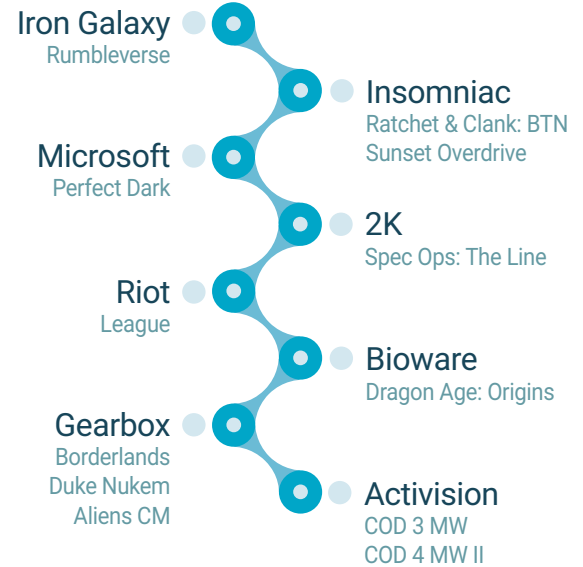 Iron Galaxy
Rumbleverse
Insomniac
Ratchet & Clank: BTN
Sunset Overdrive
Microsoft
Perfect Dark
2K
Spec Ops: The Line
Riot
League
Bioware
Dragon Age: Origins
Gearbox
Borderlands
Duke Nukem
Aliens CM
Activision
COD 3 MW
COD 4 MW II